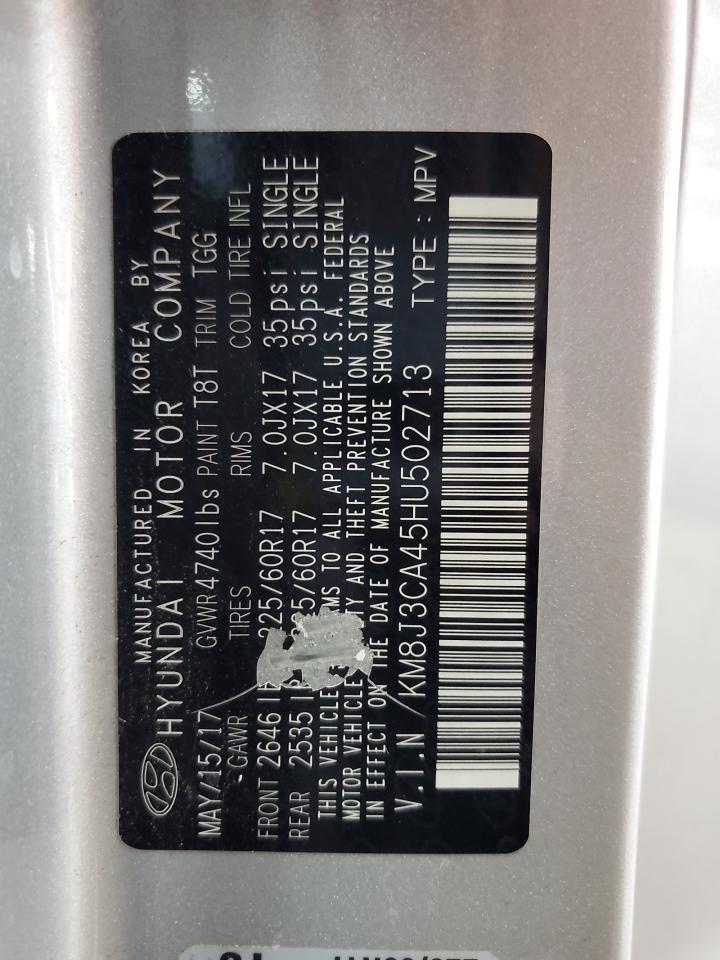 MANUFACTURED IN KOREA BY
HYUNDAI MOTOR COMPANY
MAY/15/17 GVWR4740lbs PAINT T8T TRIM TGG
GAWR TIRES RIMS COLD TIRE INFL
FRONT 2646 225/60R17 7.0JX17 35psi SINGLE
REAR 2535 5/60R17 7.0JX17 35psi SINGLE
THIS VEHICLE TO ALL APPLICABLE U.S.A. FEDERAL
MOTOR VEHICLE AND THEFT PREVENTION STANDARDS
IN EFFECT ON THE DATE OF MANUFACTURE SHOWN ABOVE
V.I.N /KM8J3CA45HU502713 TYPE : MPV